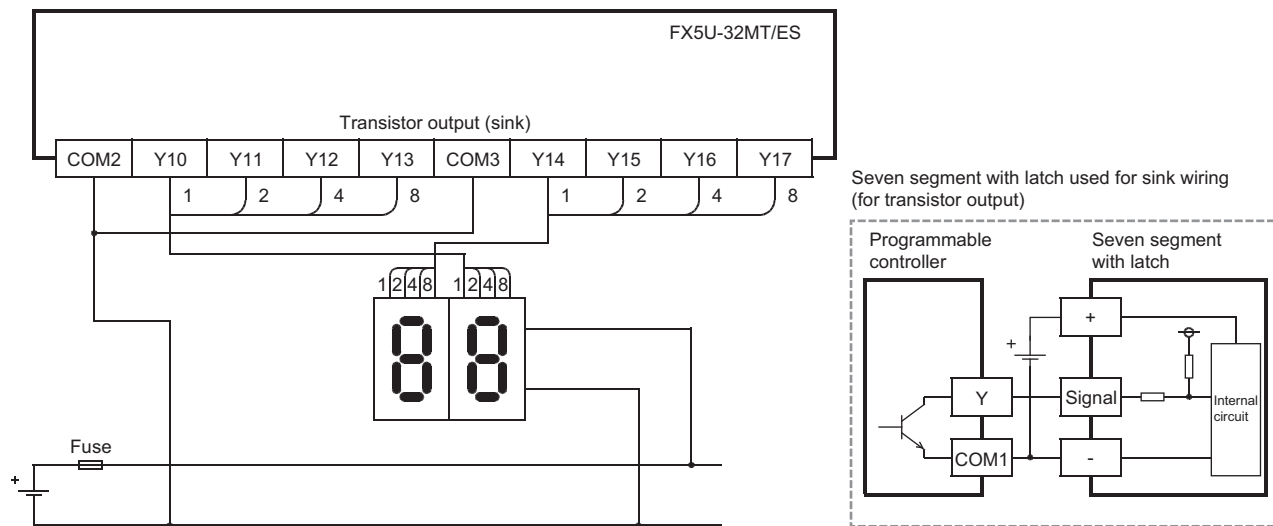 FX5U-32MT/ES
Transistor output (sink)
COM2 Y10 Y11 Y12 Y13 COM3 Y14 Y15 Y16 Y17
1 2 4 8 1 2 4 8
1 2 4 8 1 2 4 8
8 8
Fuse
+
Seven segment with latch used for sink wiring
(for transistor output)
Programmable
controller
Seven segment
with latch
+
+
Y
Signal
Internal
circuit
COM1
-